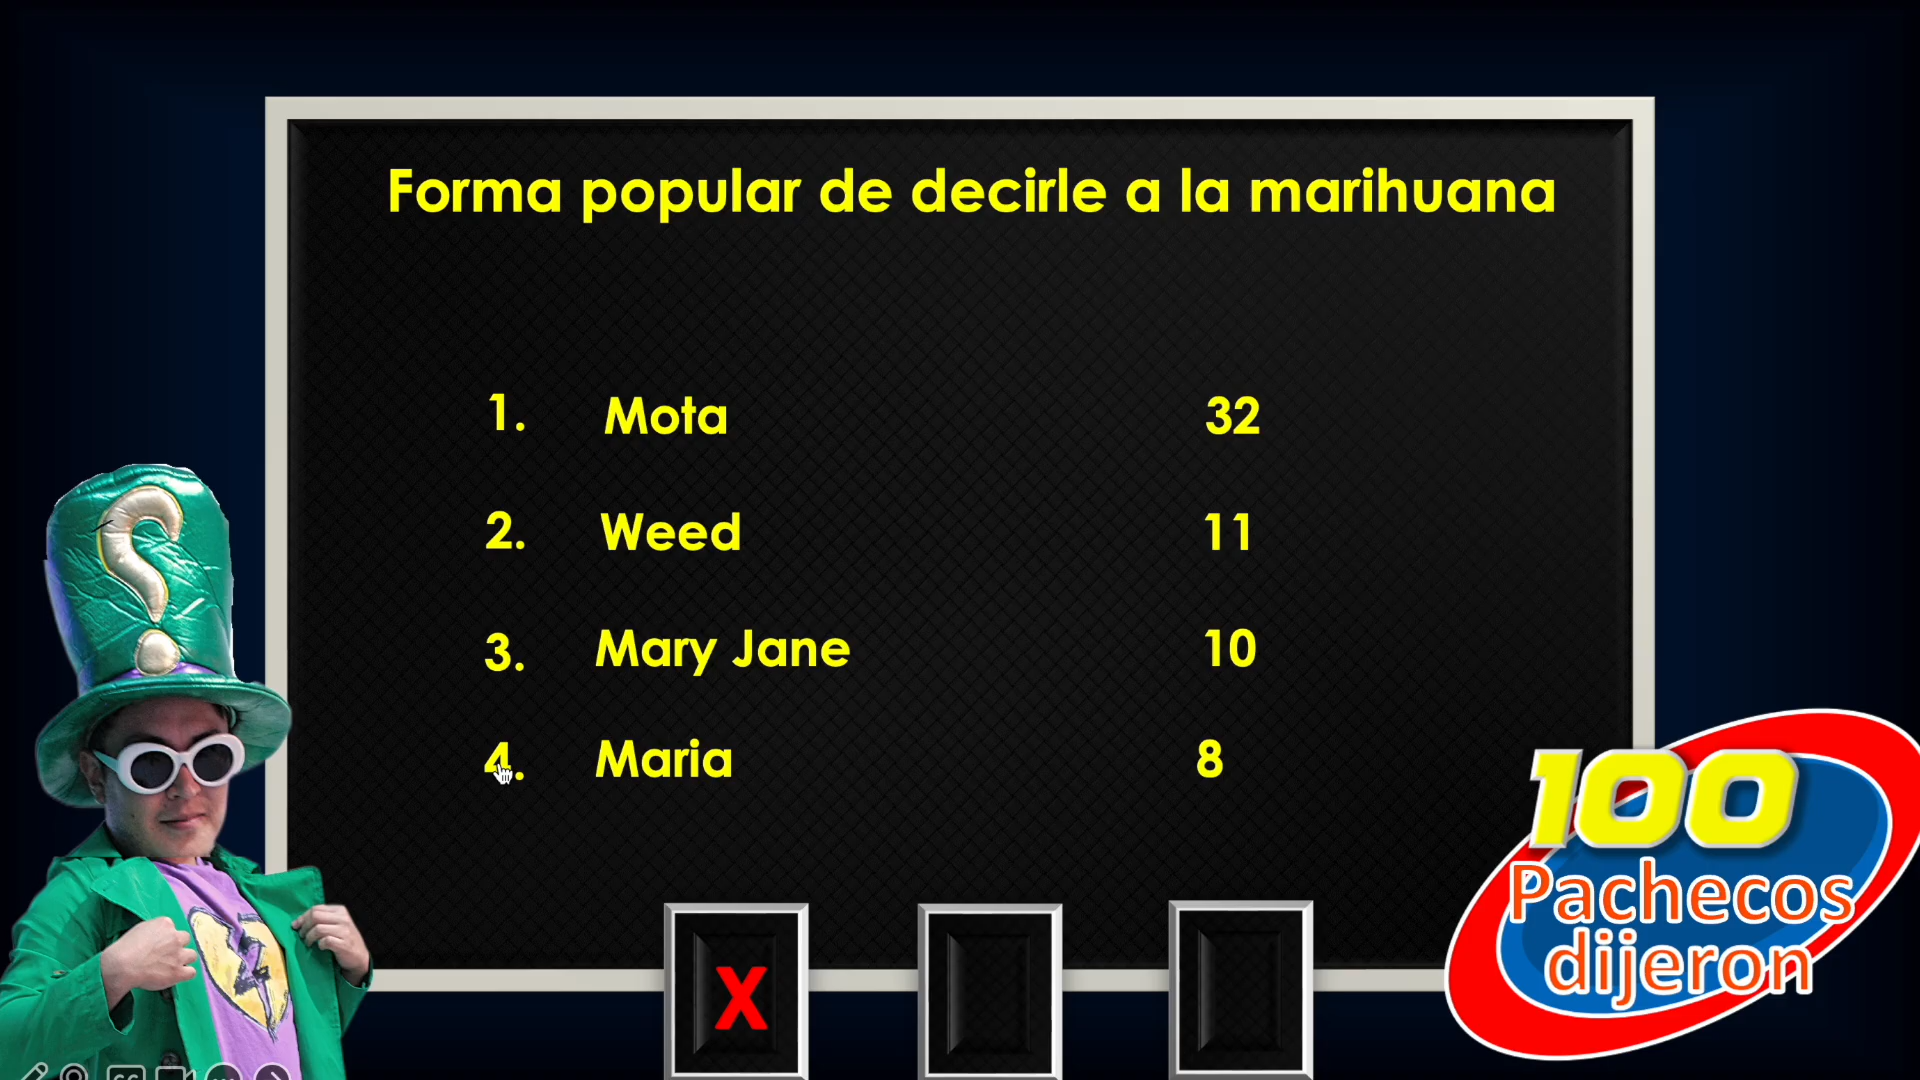 Forma popular de decirle a la marihuana
1. Mota 32
2. Weed 11
3. Mary Jane 10
4. Maria 8
?
X
100
Pachecos
dijeron
CC